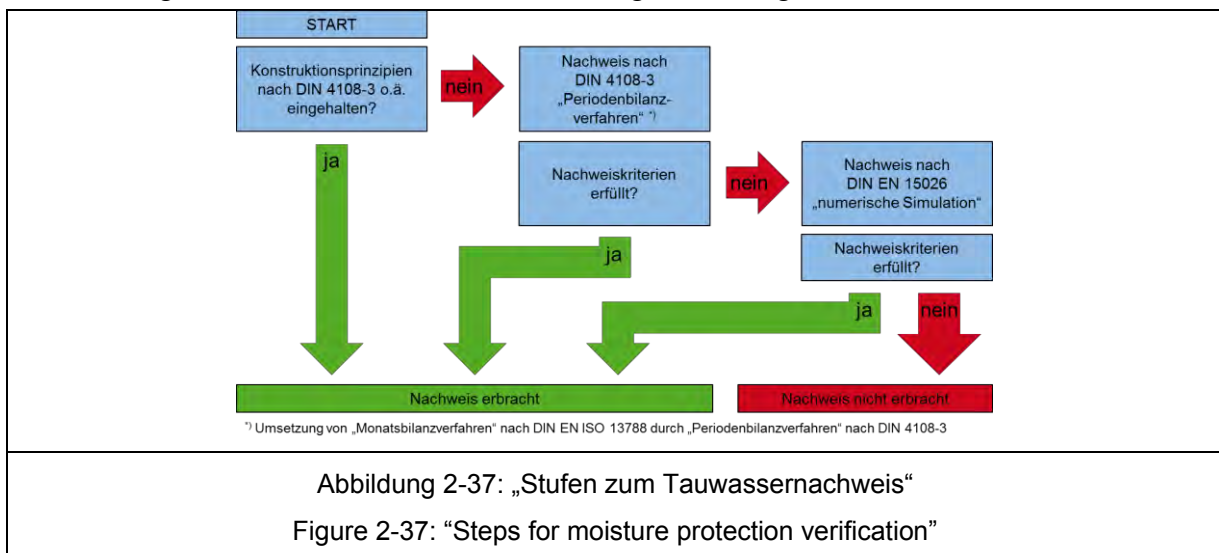 START
Konstruktionsprinzipien
nach DIN 4108-3 o.ä.
eingehalten?
nein
Nachweis nach
DIN 4108-3
„Periodenbilanz-
verfahren“ *)
ja
Nachweiskriterien
erfüllt?
nein
Nachweis nach
DIN EN 15026
„numerische Simulation“
ja
Nachweiskriterien
erfüllt?
ja
nein
Nachweis erbracht
Nachweis nicht erbracht
*) Umsetzung von „Monatsbilanzverfahren“ nach DIN EN ISO 13788 durch „Periodenbilanzverfahren“ nach DIN 4108-3
Abbildung 2-37: „Stufen zum Tauwassernachweis“
Figure 2-37: “Steps for moisture protection verification”